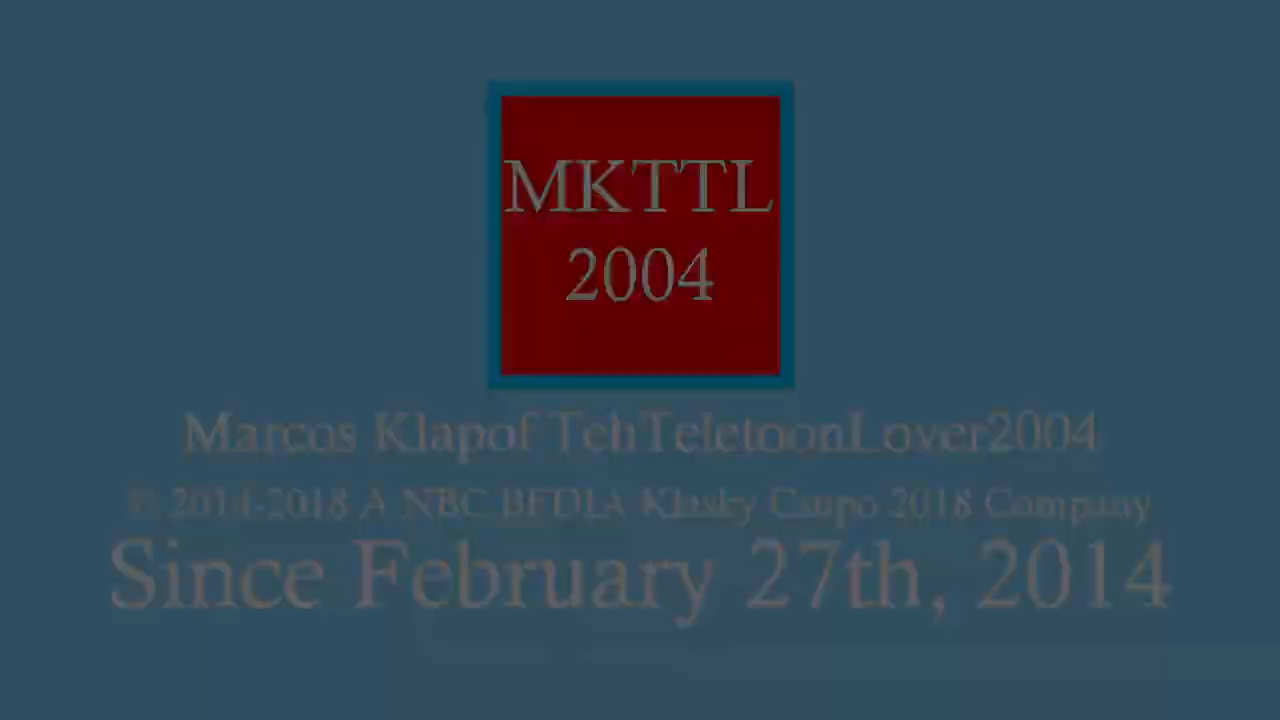 MKTTL
2004
Marcos Klapof TehTeletoonLover2004
© 2014-2018 A NBC BFDIA Klasky Csupo 2018 Company
Since February 27th, 2014